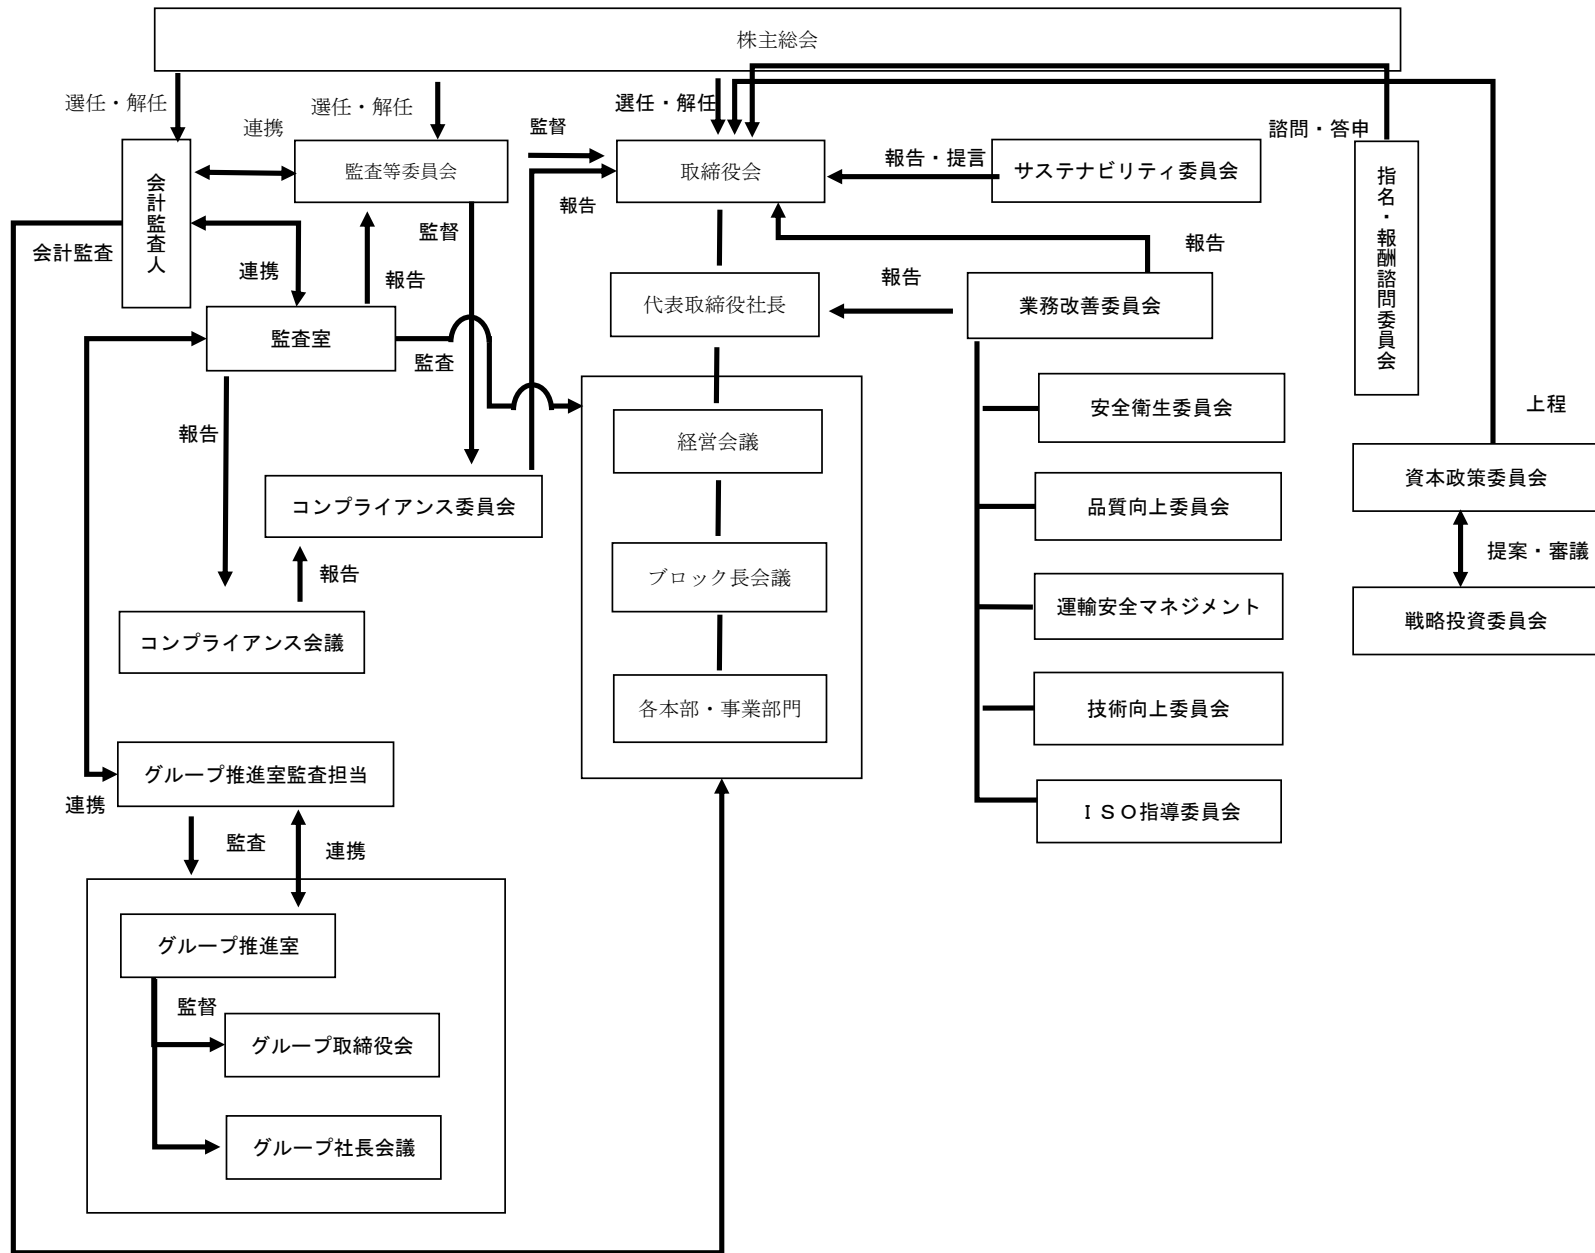 株主総会
選任・解任
選任・解任
選任・解任
連携
監督
諮問・答申
会計監査人
監査等委員会
取締役会
報告・提言
サステナビリティ委員会
指名・報酬諮問委員会
報告
監督
会計監査
連携
報告
報告
報告
代表取締役社長
業務改善委員会
監査室
監査
安全衛生委員会
上程
報告
経営会議
資本政策委員会
コンプライアンス委員会
品質向上委員会
提案・審議
報告
ブロック長会議
運輸安全マネジメント
戦略投資委員会
コンプライアンス会議
各本部・事業部門
技術向上委員会
グループ推進室監査担当
連携
ISO指導委員会
監査
連携
グループ推進室
監督
グループ取締役会
グループ社長会議